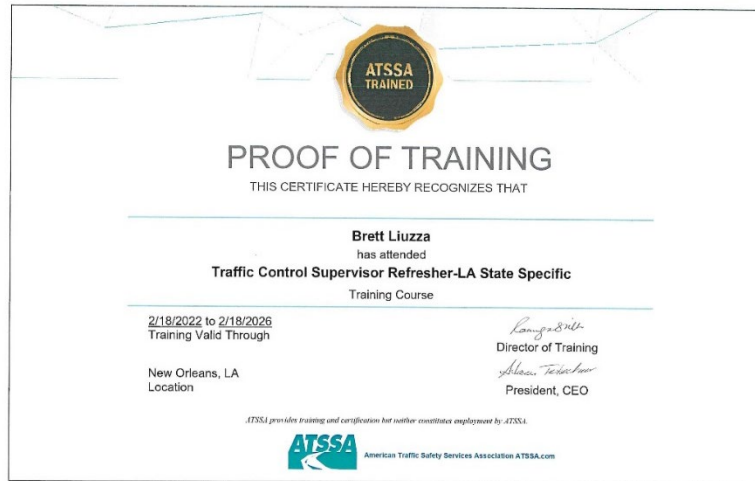 ATSSA
TRAINED
PROOF OF TRAINING
THIS CERTIFICATE HEREBY RECOGNIZES THAT
Brett Liuzza
has attended
Traffic Control Supervisor Refresher-LA State Specific
Training Course
2/18/2022 to 2/18/2026
Training Valid Through
Director of Training
New Orleans, LA
Location
President, CEO
ATSSA provides training and certification but neither constitutes employment by ATSSA.
ATSSA
American Traffic Safety Services Association ATSSA.com